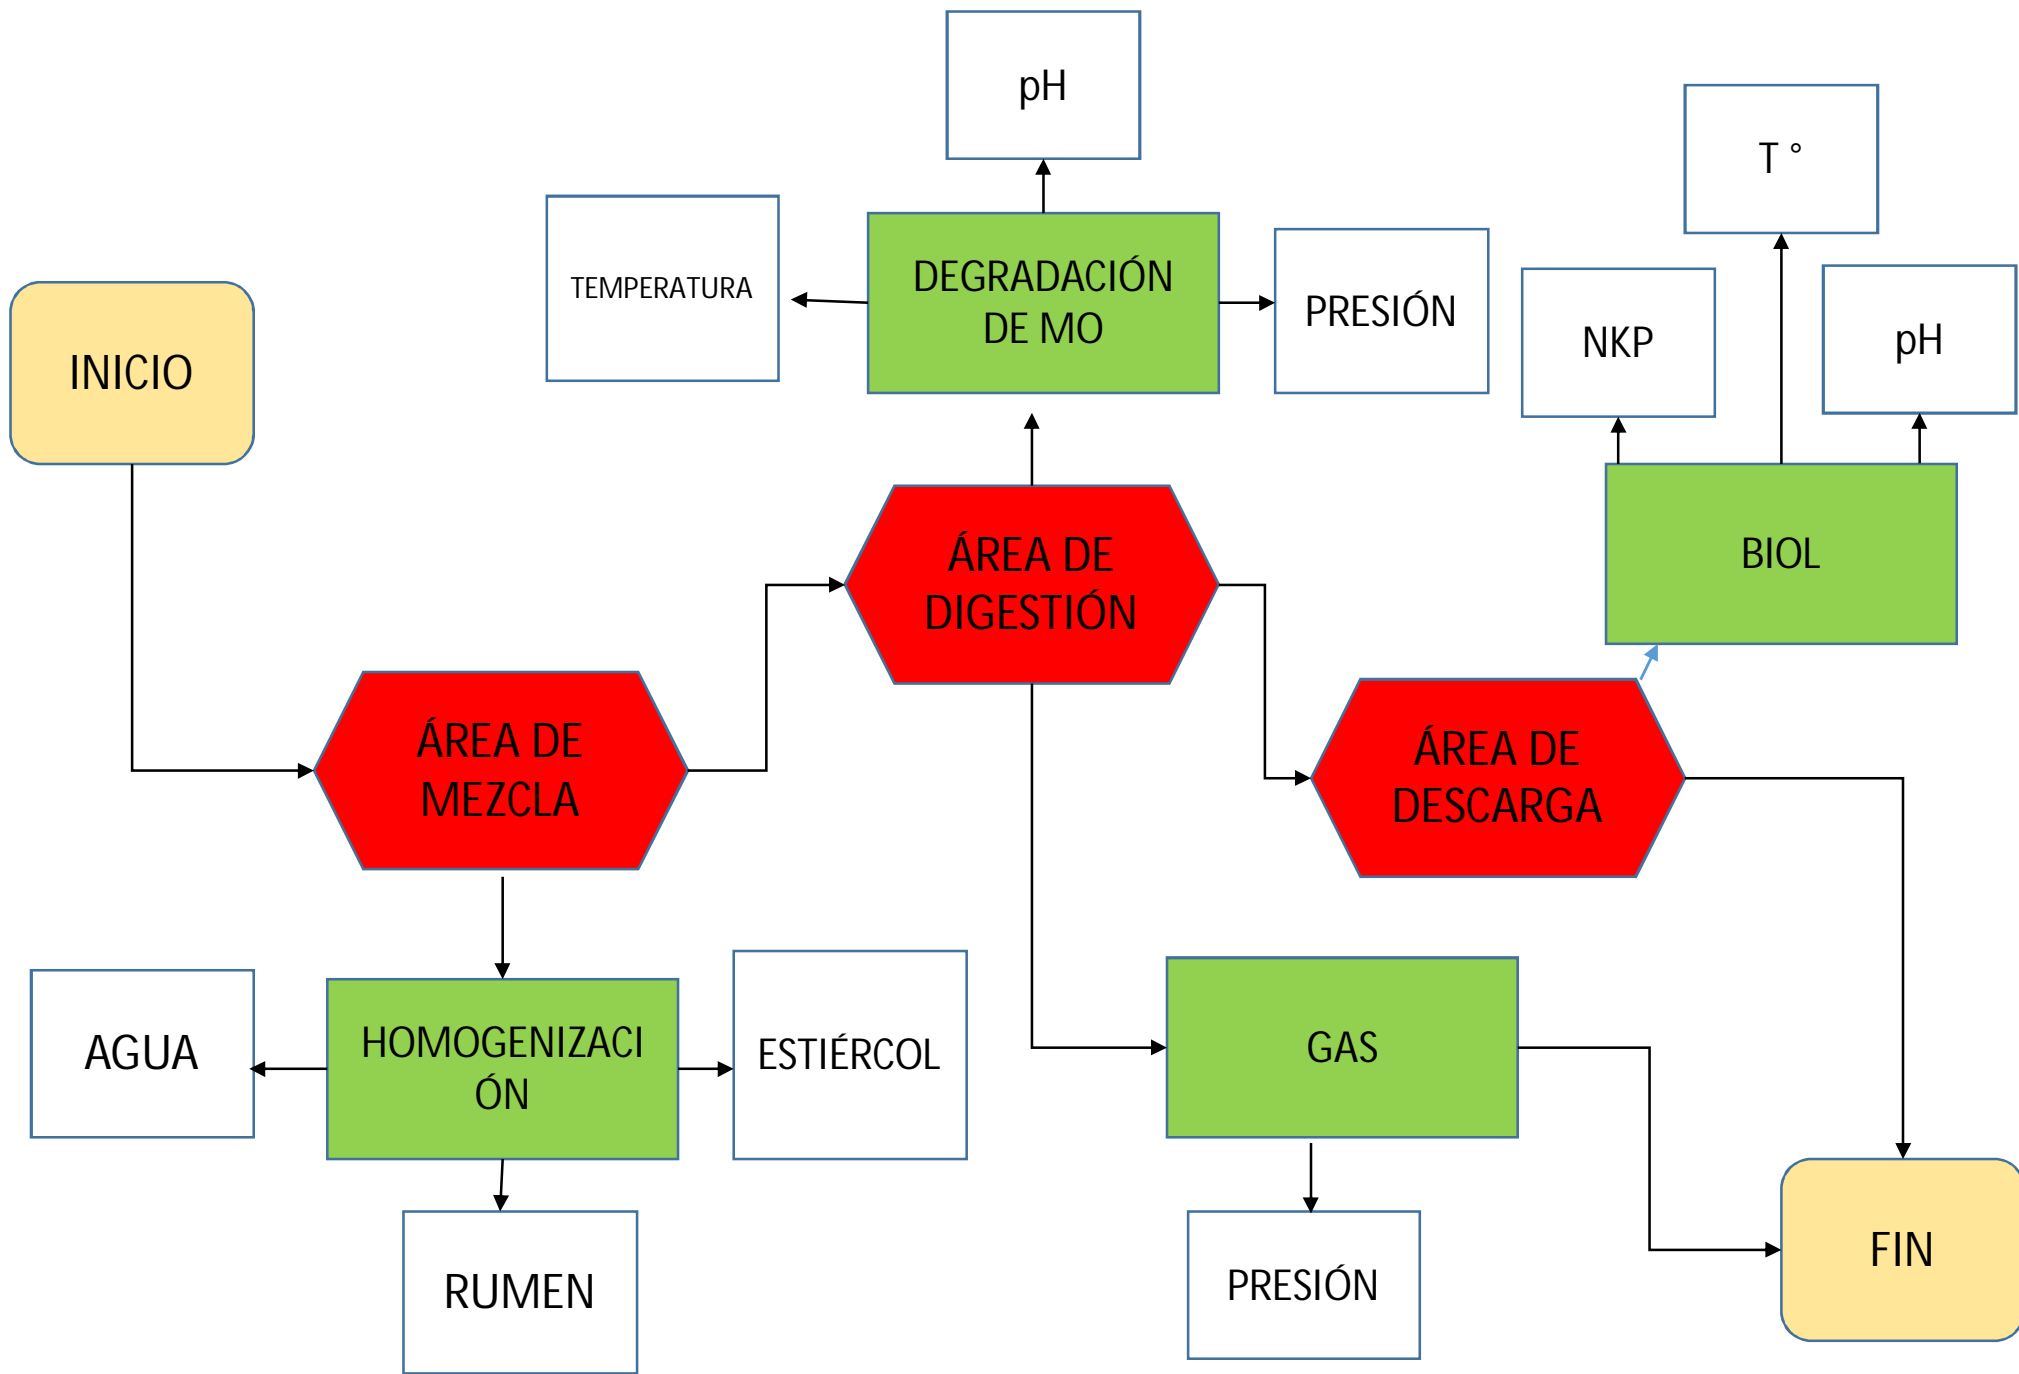 pH
T °
TEMPERATURA
DEGRADACIÓN
DE MO
PRESIÓN
NKP
pH
INICIO
ÁREA DE
DIGESTIÓN
BIOL
ÁREA DE
MEZCLA
ÁREA DE
DESCARGA
AGUA
HOMOGENIZACI
ÓN
ESTIÉRCOL
GAS
RUMEN
PRESIÓN
FIN